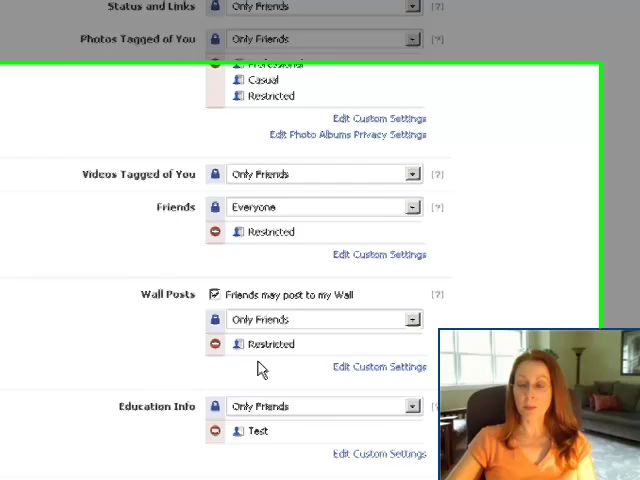 Status and Links Only Friends [?]
Photos Tagged of You Only Friends [?]
Professional
Casual
Restricted
Edit Custom Settings
Edit Photo Albums Privacy Settings
Videos Tagged of You Only Friends [?]
Friends Everyone [?]
Restricted
Edit Custom Settings
Wall Posts Friends may post to my Wall [?]
Only Friends
Restricted
Edit Custom Settings
Education Info Only Friends [?]
Test
Edit Custom Settings